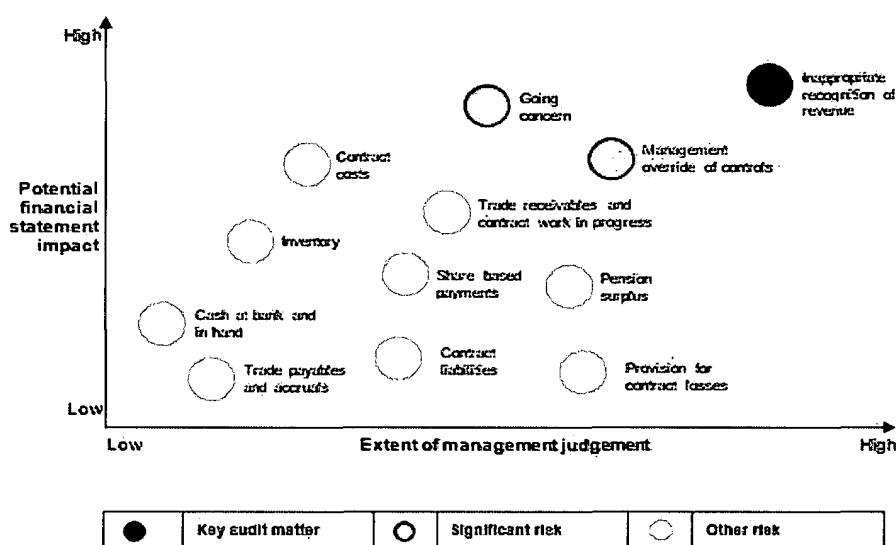 High
Going
concern
Inappropriate
recognition of
revenue
Contract
costs
Management
override of controls
Potential
financial
statement
impact
Trade receivables and
contract work in progress
Inventory
Share based
payments
Pension
surplus
Cash at bank and
in hand
Trade payables
and accruals
Contract
liabilities
Provision for
contract losses
Low
Low
Extent of management judgement
High
Key audit matter
Significant risk
Other risk